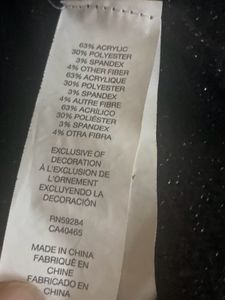 63% ACRYLIC
30% POLYESTER
3% SPANDEX
4% OTHER FIBER
63% ACRYLIQUE
30% POLYESTER
3% SPANDEX
4% AUTRE FIBRE
63% ACRÍLICO
30% POLIÉSTER
3% SPANDEX
4% OTRA FIBRA
EXCLUSIVE OF
DECORATION
À L'EXCLUSION DE
L'ORNEMENT
EXCLUYENDO LA
DECORACIÓN
RN59284
CA40465
MADE IN CHINA
FABRIQUÉ EN
CHINE
FABRICADO EN
CHINA